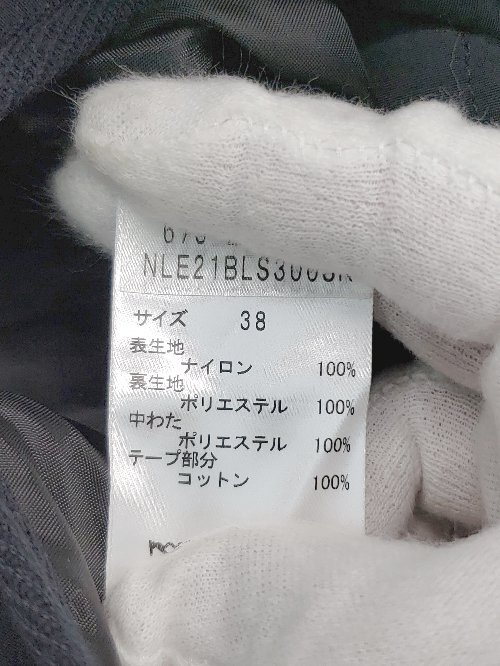 サイズ 38
表生地
ナイロン 100%
裏生地
ポリエステル 100%
中わた
ポリエステル 100%
テープ部分
コットン 100%